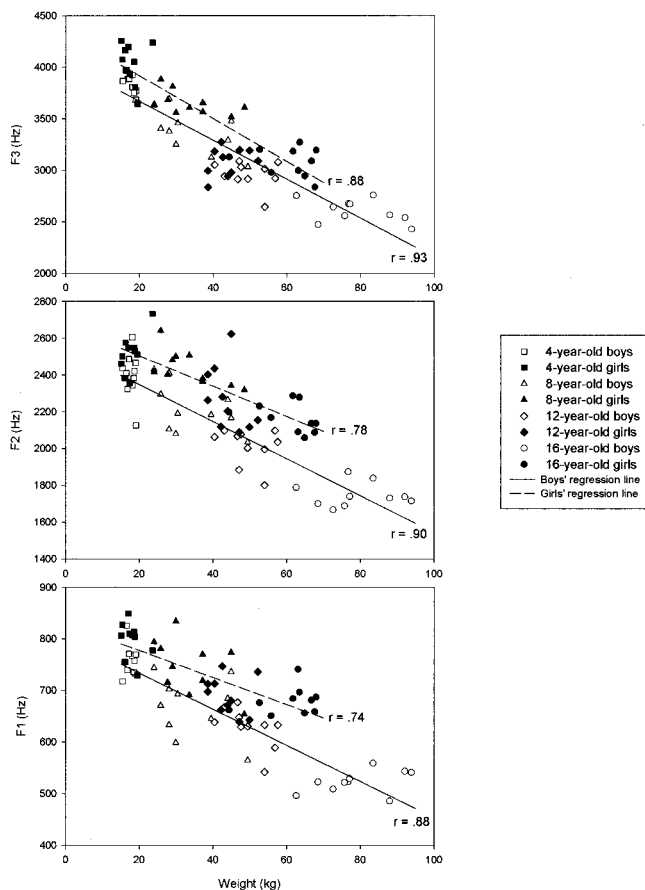 4500
4000
3500
3000
2500
2000
F3 (Hz)
r = .88
r = .93
0 20 40 60 80 100
2800
2600
2400
2200
2000
1800
1600
1400
F2 (Hz)
r = .78
r = .90
0 20 40 60 80 100
900
800
700
600
500
400
F1 (Hz)
r = .74
r = .88
0 20 40 60 80 100
Weight (kg)
4-year-old boys
4-year-old girls
8-year-old boys
8-year-old girls
12-year-old boys
12-year-old girls
16-year-old boys
16-year-old girls
Boys' regression line
Girls' regression line